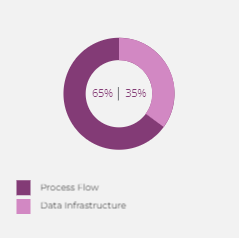 65% | 35%
Process Flow
Data Infrastructure